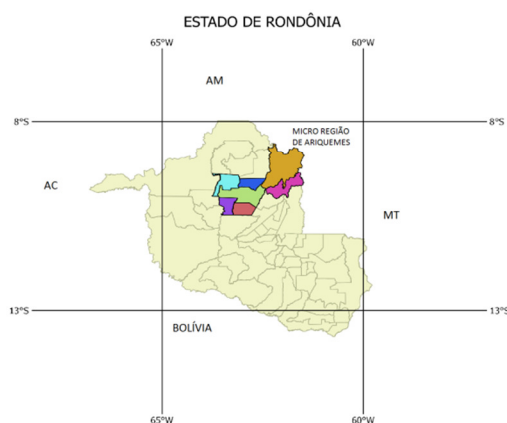 ESTADO DE RONDÔNIA
65°W
60°W
AM
8°S
8°S
MICRO REGIÃO
DE ARIQUEMES
AC
MT
13°S
13°S
BOLÍVIA
65°W
60°W